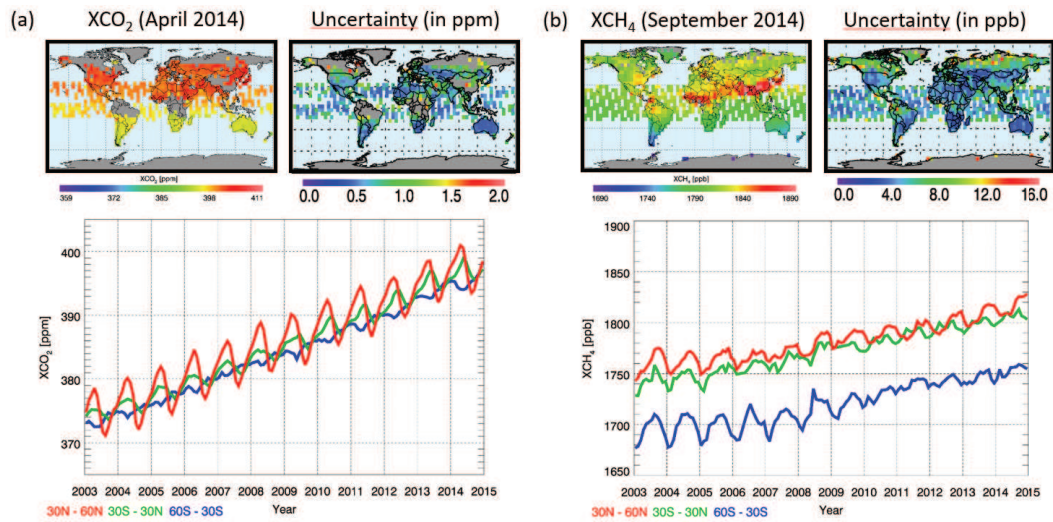 (a) XCO2 (April 2014) Uncertainty (in ppm)
XCO2 [ppm]
359 372 385 398 411
0.0 0.5 1.0 1.5 2.0
XCO2 [ppm]
400
390
380
370
2003 2004 2005 2006 2007 2008 2009 2010 2011 2012 2013 2014 2015
30N - 60N 30S - 30N 60S - 30S Year
(b) XCH4 (September 2014) Uncertainty (in ppb)
XCH4 [ppb]
1690 1740 1790 1840 1890
0.0 4.0 8.0 12.0 16.0
XCH4 [ppb]
1900
1850
1800
1750
1700
1650
2003 2004 2005 2006 2007 2008 2009 2010 2011 2012 2013 2014 2015
30N - 60N 30S - 30N 60S - 30S Year